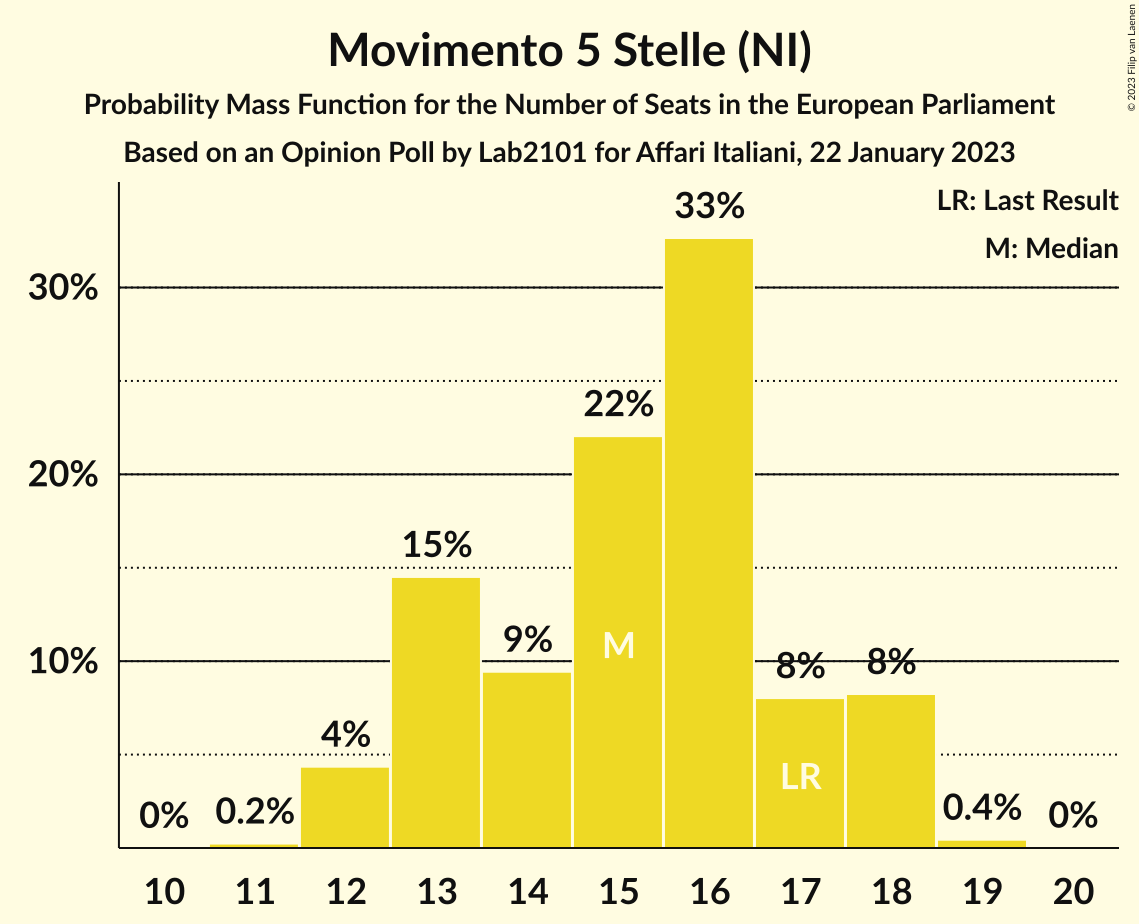 Movimento 5 Stelle (NI)
Probability Mass Function for the Number of Seats in the European Parliament
Based on an Opinion Poll by Lab2101 for Affari Italiani, 22 January 2023
© 2023 Filip van Laenen
LR: Last Result
M: Median
33%
30%
22%
20%
15%
10%
9%
M
8%
8%
4%
LR
0%
0.2%
0.4%
0%
10 11 12 13 14 15 16 17 18 19 20